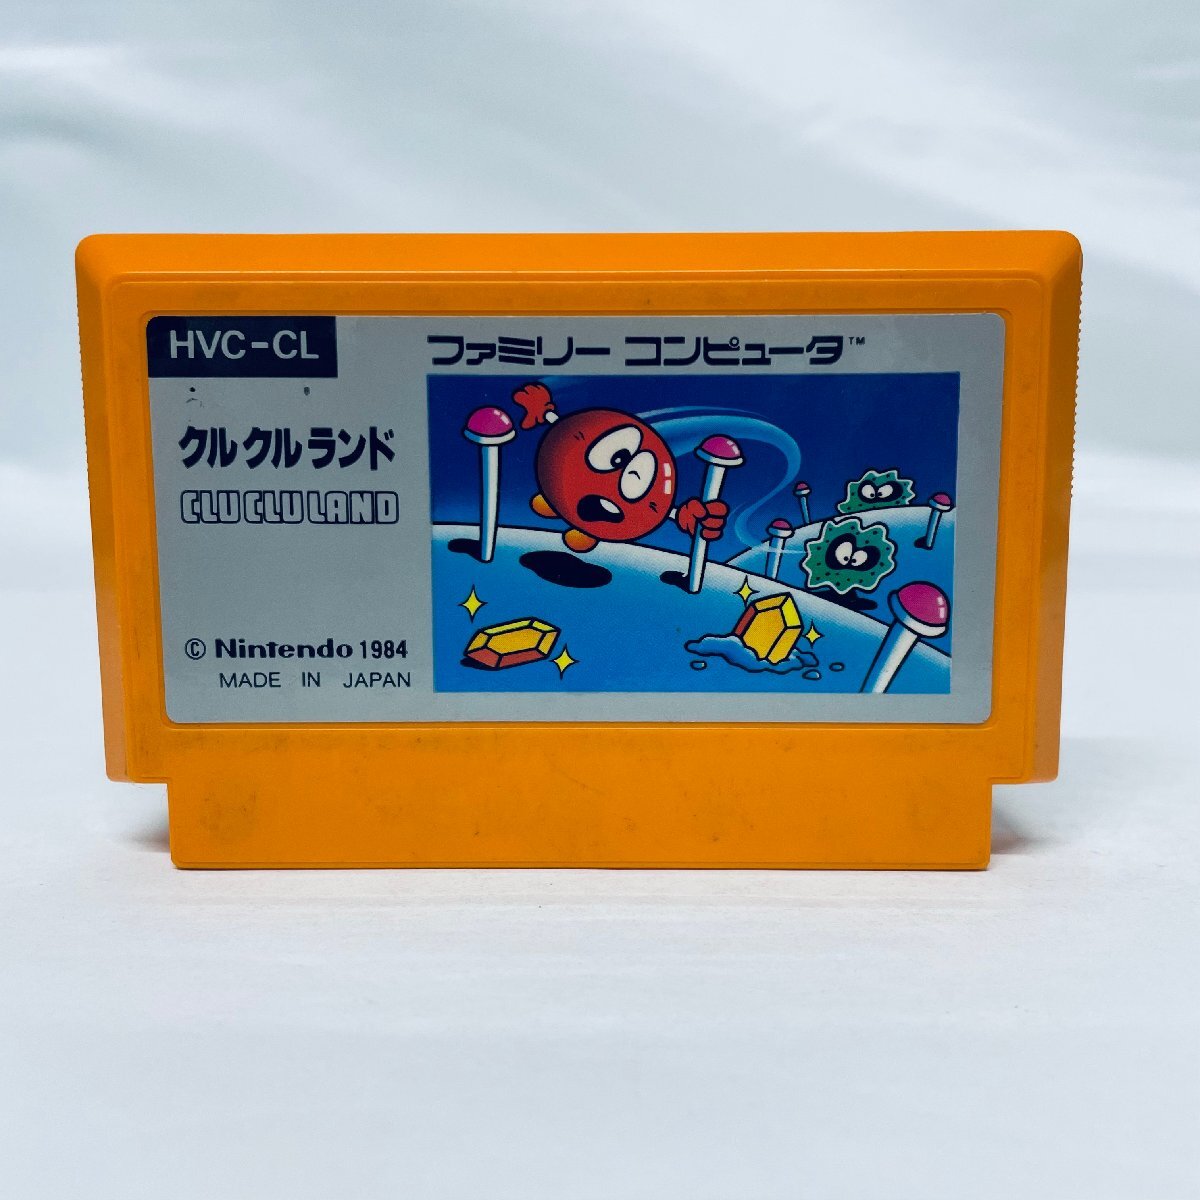 HVC-CL
ファミリー コンピュータ™
クルクルランド
CLU CLU LAND
© Nintendo 1984
MADE IN JAPAN